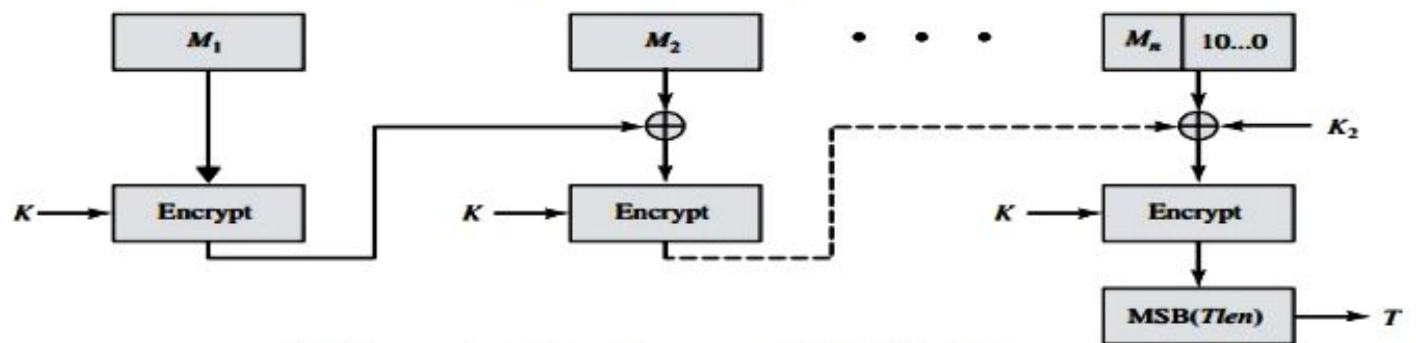 M₁
M₂
Mₙ 10...0
K₂
K Encrypt
K Encrypt
K Encrypt
MSB(Tlen)
T